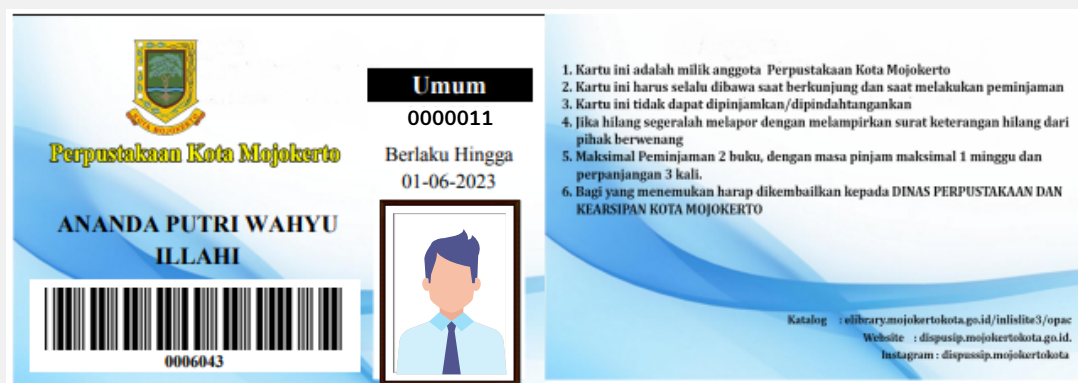 KOTA MOJOKERTO
Perpustakaan Kota Mojokerto
ANANDA PUTRI WAHYU
ILLAHI
0006043
Umum
0000011
Berlaku Hingga
01-06-2023
1. Kartu ini adalah milik anggota Perpustakaan Kota Mojokerto
2. Kartu ini harus selalu dibawa saat berkunjung dan saat melakukan peminjaman
3. Kartu ini tidak dapat dipinjamkan/dipindahtangankan
4. Jika hilang segeralah melapor dengan melampirkan surat keterangan hilang dari
pihak berwenang
5. Maksimal Peminjaman 2 buku, dengan masa pinjam maksimal 1 minggu dan
perpanjangan 3 kali.
6. Bagi yang menemukan harap dikembailkan kepada DINAS PERPUSTAKAAN DAN
KEARSIPAN KOTA MOJOKERTO
Katalog : elibrary.mojokertokota.go.id/inlislite3/opac
Website : dispusip.mojokertokota.go.id.
Instagram : dispussip.mojokertokota